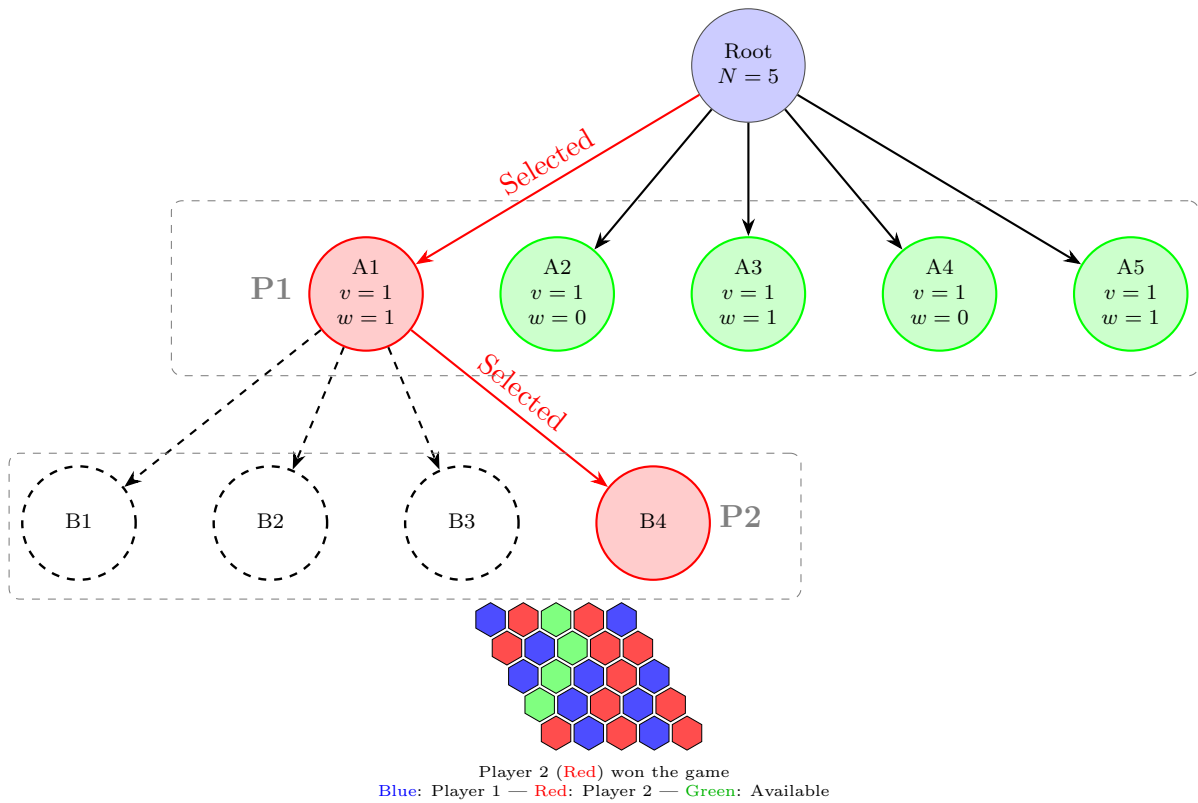 Root
N = 5
Selected
P1
A1
v = 1
w = 1
A2
v = 1
w = 0
A3
v = 1
w = 1
A4
v = 1
w = 0
A5
v = 1
w = 1
Selected
B1
B2
B3
B4
P2
Player 2 (Red) won the game
Blue: Player 1 — Red: Player 2 — Green: Available